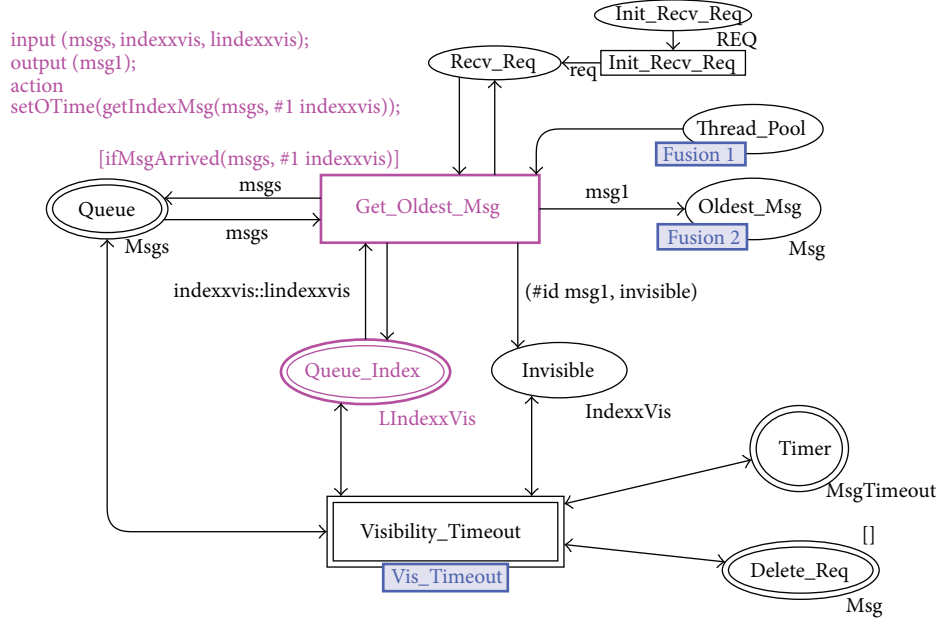 Init_Recv_Req
REQ
input (msgs, indexxvis, lindexxvis);
output (msg1);
action
setOTime(getIndexMsg(msgs, #1 indexxvis));
Recv_Req
req
Init_Recv_Req
Thread_Pool
Fusion 1
[ifMsgArrived(msgs, #1 indexxvis)]
msgs
Queue
Get_Oldest_Msg
msg1
Oldest_Msg
msgs
Fusion 2
Msgs
Msg
indexxvis::lindexxvis
(#id msg1, invisible)
Queue_Index
Invisible
LIndexxVis
IndexxVis
Timer
MsgTimeout
Visibility_Timeout
[]
Vis_Timeout
Delete_Req
Msg